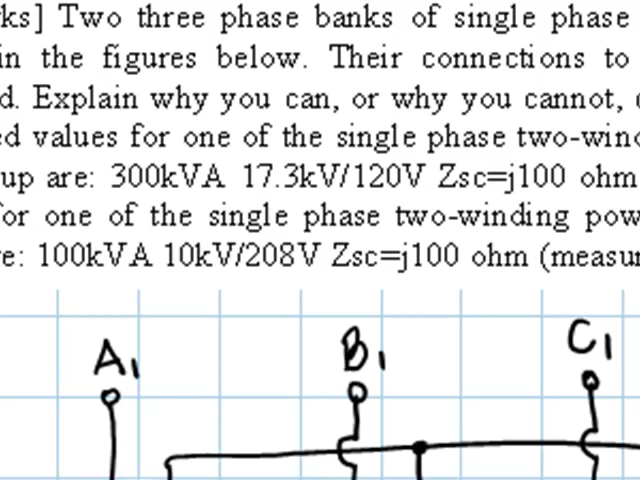 [ks] Two three phase banks of single phase
in the figures below. Their connections to
d. Explain why you can, or why you cannot,
ed values for one of the single phase two-wind
up are: 300kVA 17.3kV/120V Zsc=j100 ohm
for one of the single phase two-winding pow
re: 100kVA 10kV/208V Zsc=j100 ohm (measur
A1 B1 C1